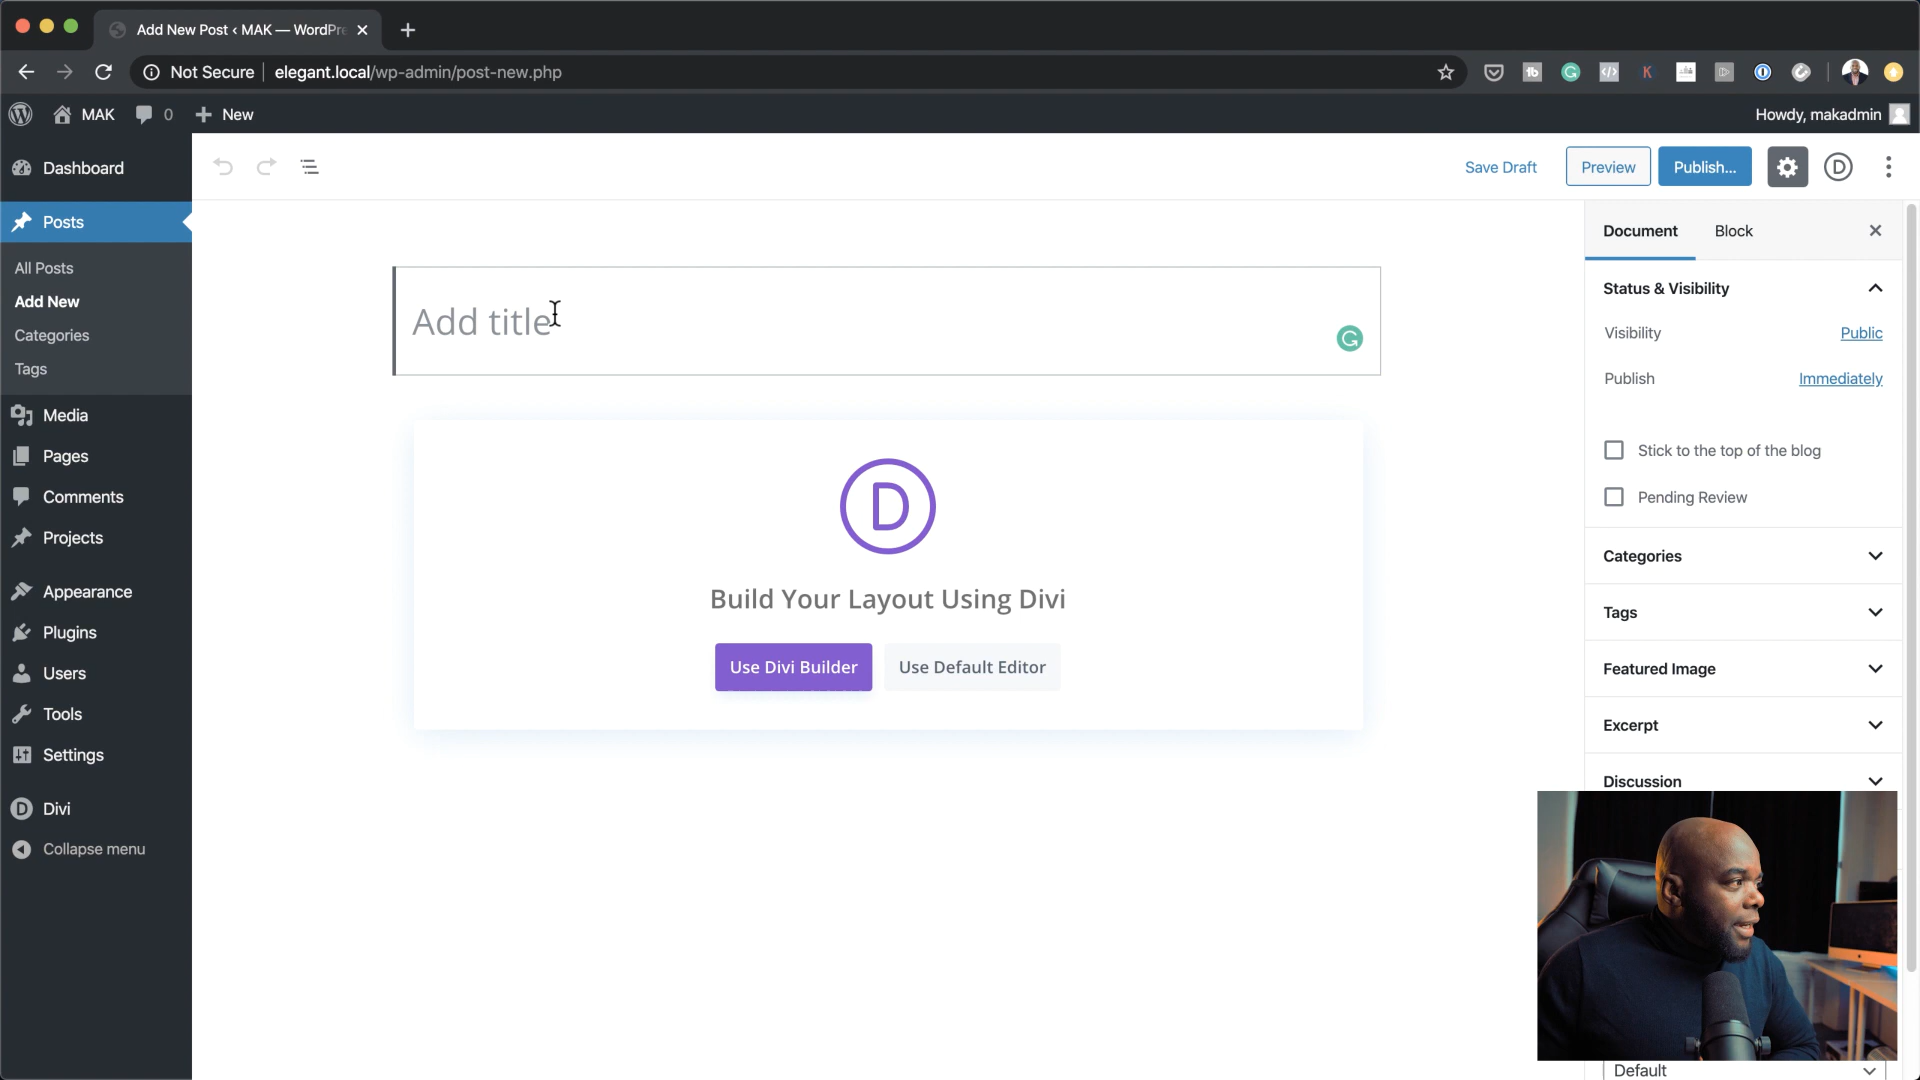 Add New Post ‹ MAK — WordPre
Not Secure elegant.local/wp-admin/post-new.php
MAK 0 New Howdy, makadmin
Dashboard
Posts
All Posts
Add New
Categories
Tags
Media
Pages
Comments
Projects
Appearance
Plugins
Users
Tools
Settings
Divi
Collapse menu
Save Draft Preview Publish... D
Add title
D
Build Your Layout Using Divi
Use Divi Builder Use Default Editor
Document Block
Status & Visibility
Visibility Public
Publish Immediately
Stick to the top of the blog
Pending Review
Categories
Tags
Featured Image
Excerpt
Discussion
Default